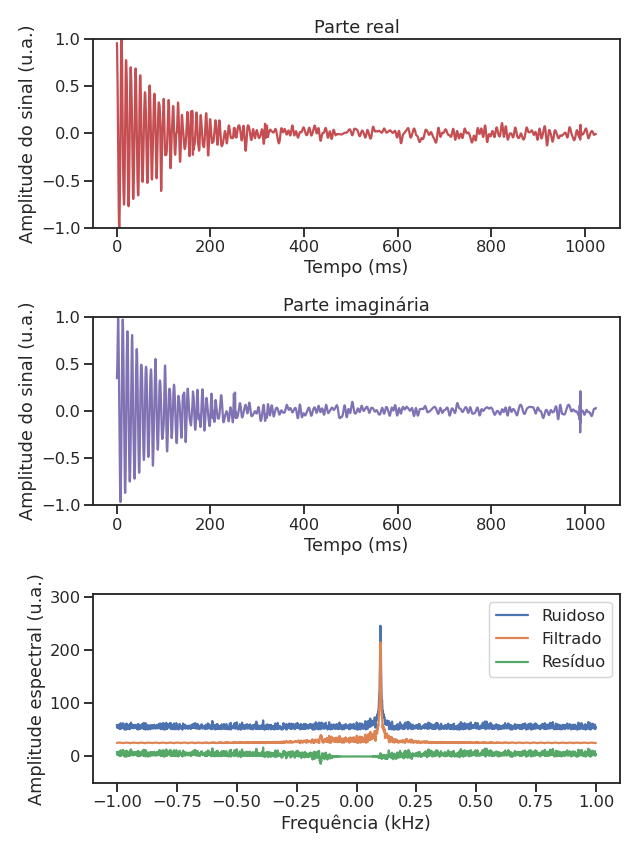 Parte real
Amplitude do sinal (u.a.)
1.0
0.5
0.0
−0.5
−1.0
0 200 400 600 800 1000
Tempo (ms)
Parte imaginária
Amplitude do sinal (u.a.)
1.0
0.5
0.0
−0.5
−1.0
0 200 400 600 800 1000
Tempo (ms)
Amplitude espectral (u.a.)
300
200
100
0
Ruidoso
Filtrado
Resíduo
−1.00 −0.75 −0.50 −0.25 0.00 0.25 0.50 0.75 1.00
Frequência (kHz)